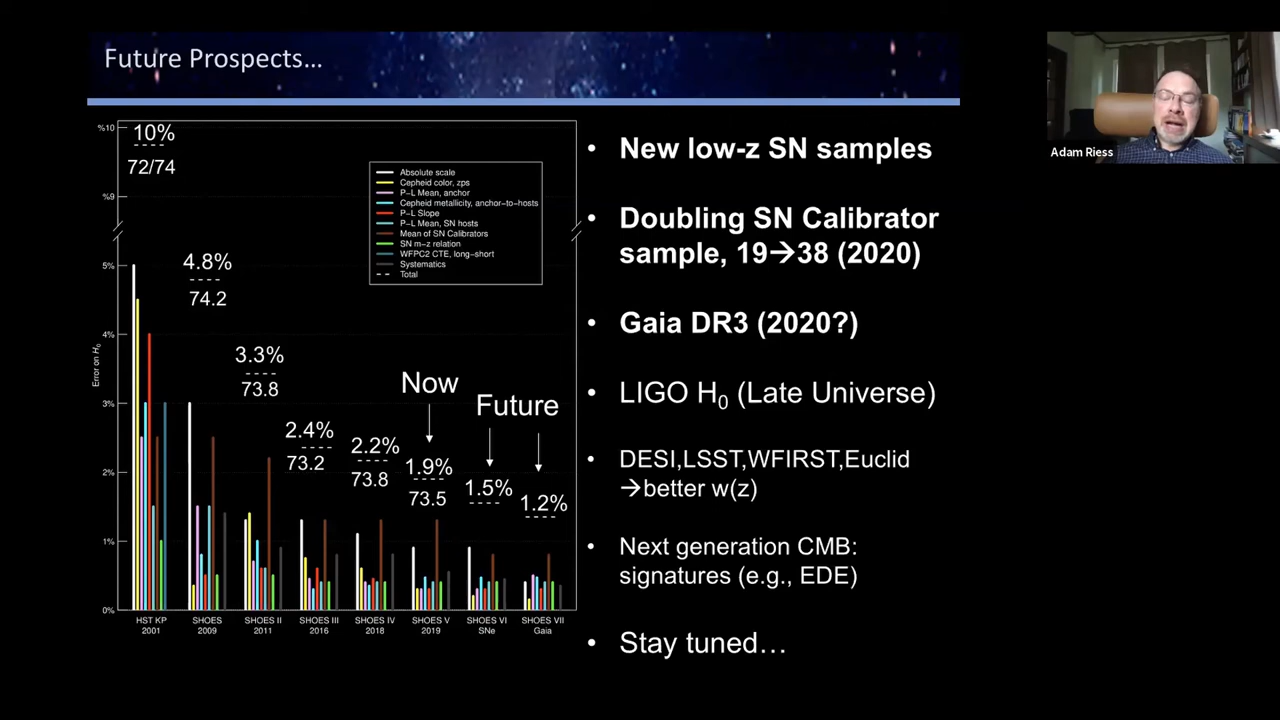 Future Prospects...
%10
10%
72/74
%9
Absolute scale
Cepheid color, zps
P-L Mean, anchor
Cepheid metallicity, anchor-to-hosts
P-L Slope
P-L Mean, SN hosts
Mean of SN Calibrators
SN m-z relation
WFPC2 CTE, long-short
Systematics
Total
5%
4.8%
74.2
4%
3.3%
73.8
3%
2.4%
73.2
2.2%
73.8
Now
1.9%
73.5
Future
1.5%
1.2%
2%
1%
0%
Error on H₀
HST KP
2001
SHOES
2009
SHOES II
2011
SHOES III
2016
SHOES IV
2018
SHOES V
2019
SHOES VI
SNe
SHOES VII
Gaia
• New low-z SN samples
• Doubling SN Calibrator
sample, 19→38 (2020)
• Gaia DR3 (2020?)
• LIGO H₀ (Late Universe)
• DESI,LSST,WFIRST,Euclid
→better w(z)
• Next generation CMB:
signatures (e.g., EDE)
• Stay tuned...
Adam Riess